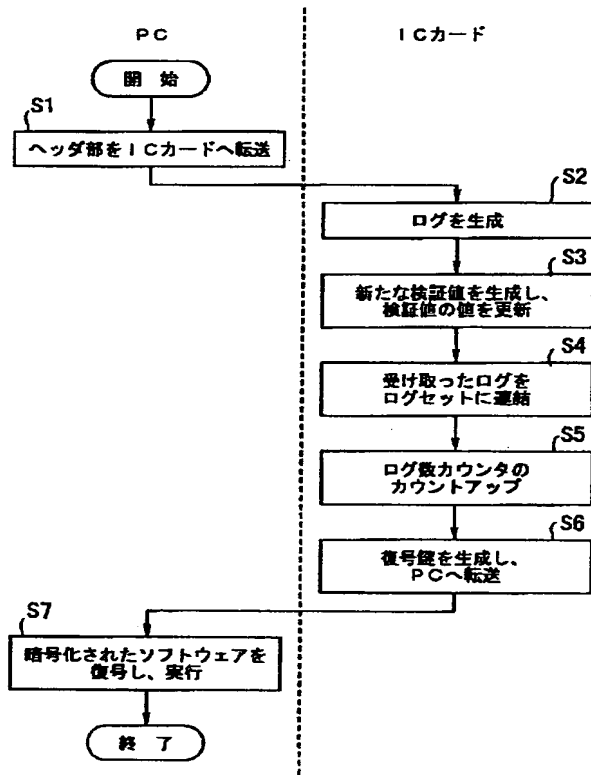 PC
ICカード
開 始
S1
ヘッダ部をICカードへ転送
S2
ログを生成
S3
新たな検証値を生成し、
検証値の値を更新
S4
受け取ったログを
ログセットに連結
S5
ログ数カウンタの
カウントアップ
S6
復号鍵を生成し、
PCへ転送
S7
暗号化されたソフトウェアを
復号し、実行
終 了